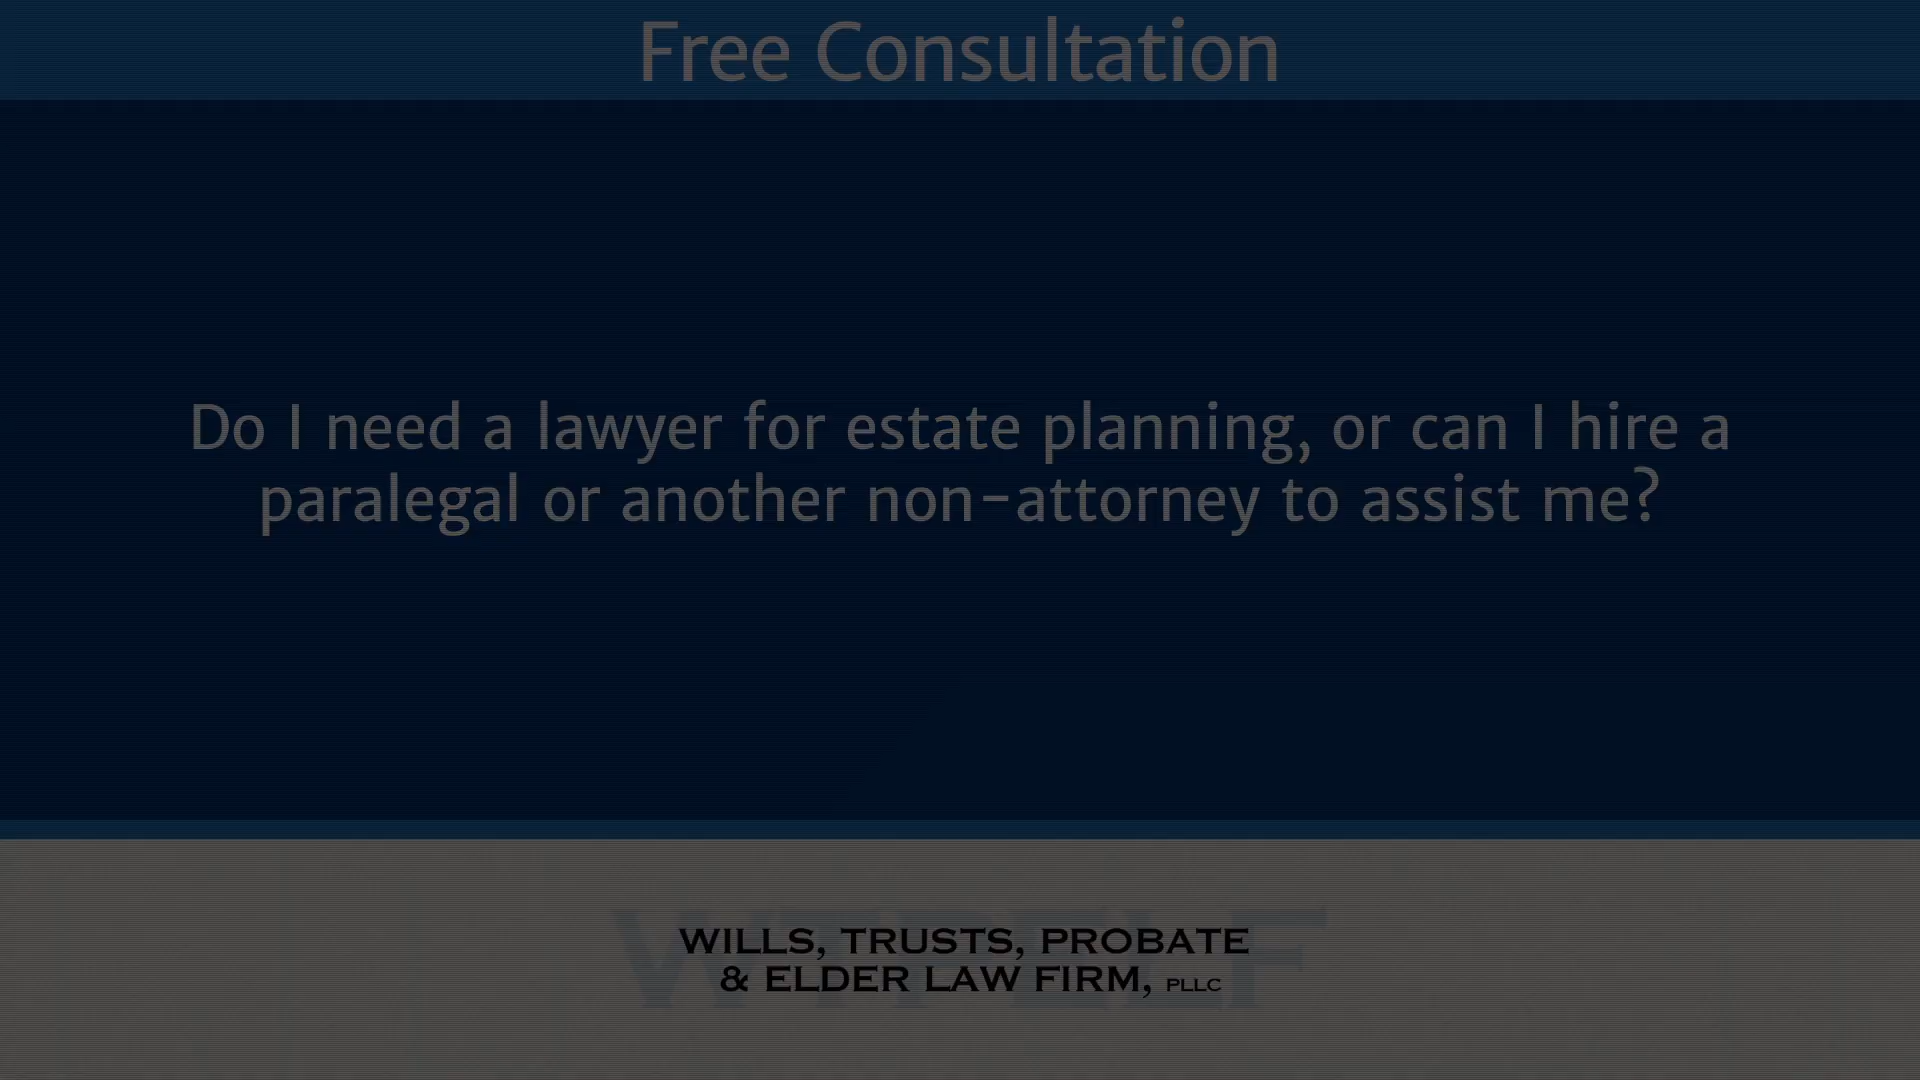 Free Consultation
Do I need a lawyer for estate planning, or can I hire a
paralegal or another non-attorney to assist me?
WTPELF
WILLS, TRUSTS, PROBATE
& ELDER LAW FIRM, PLLC